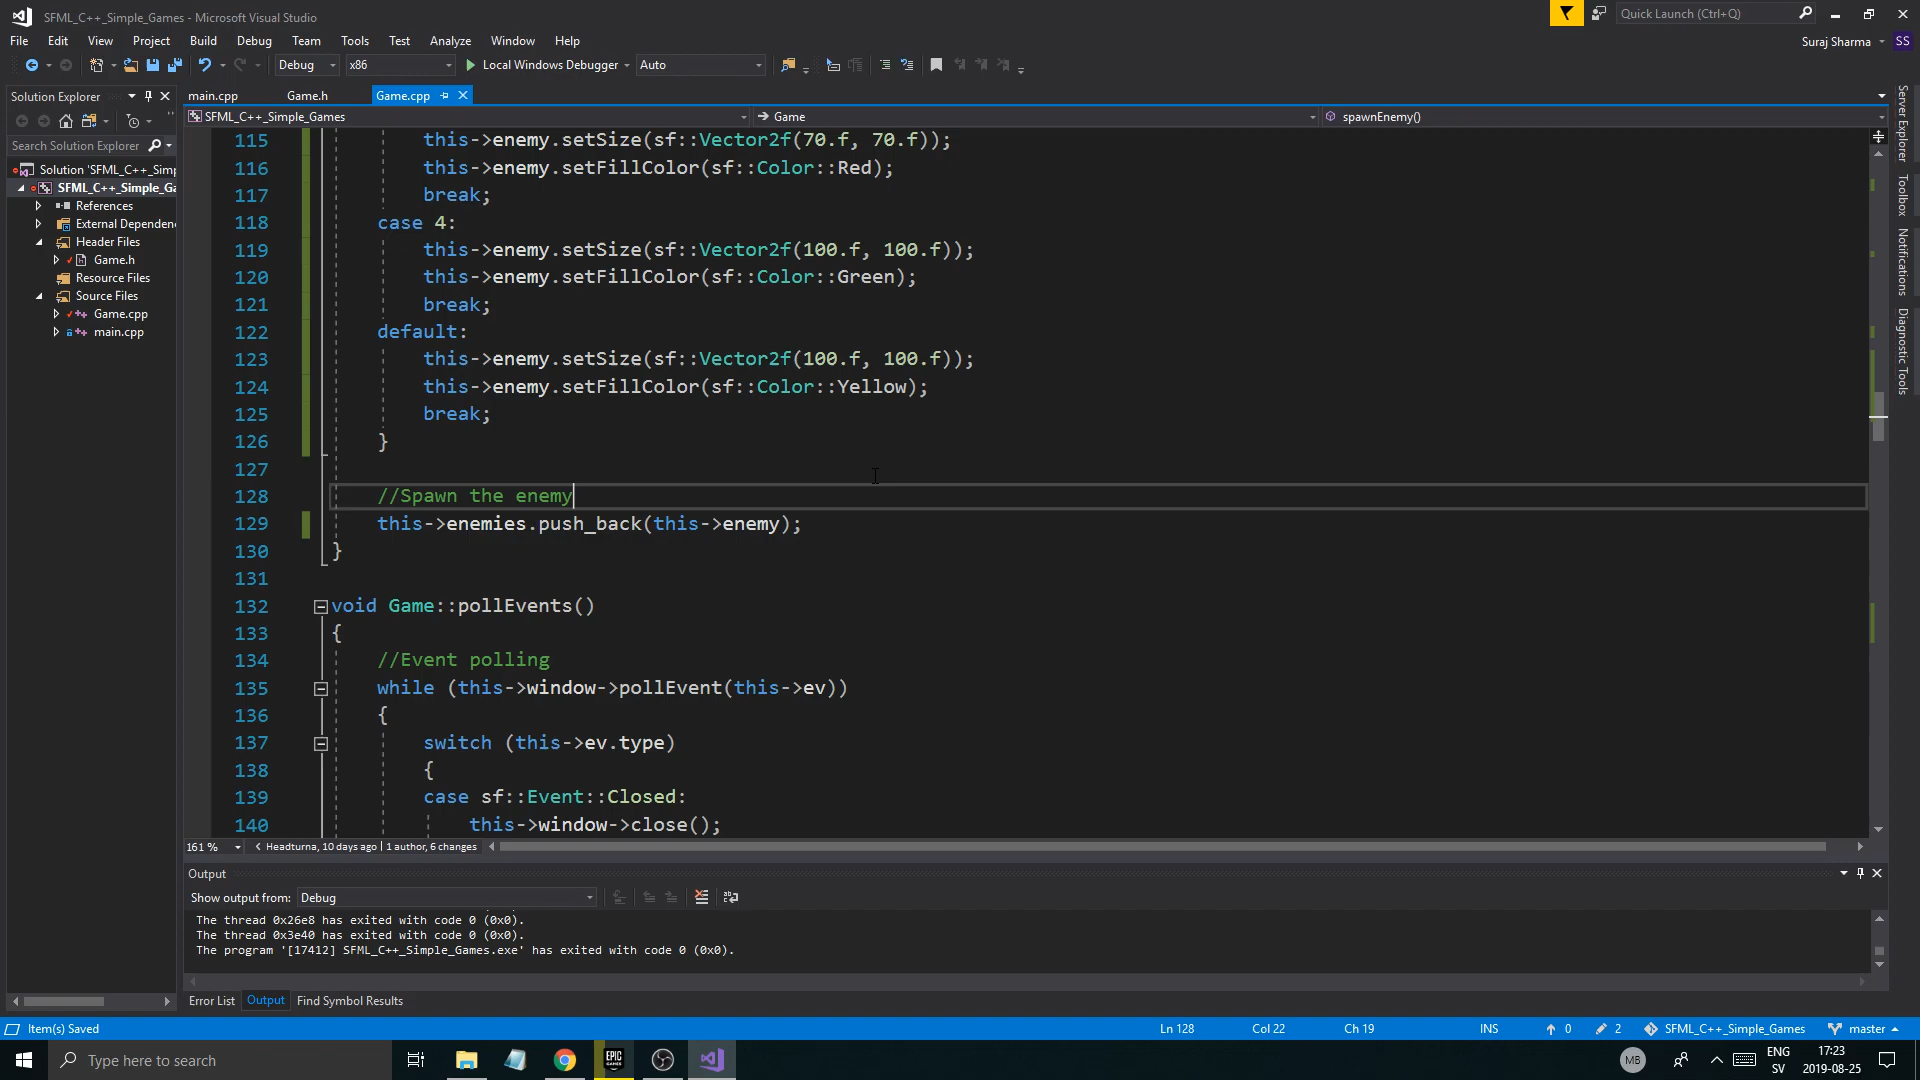 SFML_C++_Simple_Games - Microsoft Visual Studio
Quick Launch (Ctrl+Q)
File Edit View Project Build Debug Team Tools Test Analyze Window Help
Suraj Sharma SS
Debug x86 Local Windows Debugger Auto
Solution Explorer
main.cpp Game.h Game.cpp
SFML_C++_Simple_Games Game spawnEnemy()
Search Solution Explorer
Solution 'SFML_C++_Simp
SFML_C++_Simple_Ga
References
External Dependen
Header Files
Game.h
Resource Files
Source Files
Game.cpp
main.cpp
115 this->enemy.setSize(sf::Vector2f(70.f, 70.f));
116 this->enemy.setFillColor(sf::Color::Red);
117 break;
118 case 4:
119 this->enemy.setSize(sf::Vector2f(100.f, 100.f));
120 this->enemy.setFillColor(sf::Color::Green);
121 break;
122 default:
123 this->enemy.setSize(sf::Vector2f(100.f, 100.f));
124 this->enemy.setFillColor(sf::Color::Yellow);
125 break;
126 }
127
128 //Spawn the enemy
129 this->enemies.push_back(this->enemy);
130 }
131
132 void Game::pollEvents()
133 {
134 //Event polling
135 while (this->window->pollEvent(this->ev))
136 {
137 switch (this->ev.type)
138 {
139 case sf::Event::Closed:
140 this->window->close();
Server Explorer
Toolbox
Notifications
Diagnostic Tools
161 % Headturna, 10 days ago | 1 author, 6 changes
Output
Show output from: Debug
The thread 0x26e8 has exited with code 0 (0x0).
The thread 0x3e40 has exited with code 0 (0x0).
The program '[17412] SFML_C++_Simple_Games.exe' has exited with code 0 (0x0).
Error List Output Find Symbol Results
Item(s) Saved Ln 128 Col 22 Ch 19 INS 0 2 SFML_C++_Simple_Games master
Type here to search
EPIC GAMES
MB
ENG
SV
17:23
2019-08-25